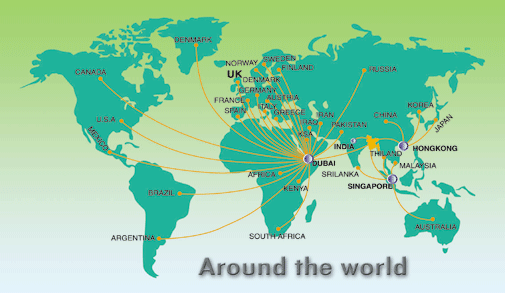 DENMARK
NORWAY
SWEDEN
FINLAND
CANADA
UK
DENMARK
RUSSIA
GERMANY
FRANCE
AUSTRIA
SPAIN
ITALY
GREECE
IRAN
CHINA
KOREA
JAPAN
U.S.A
IRAQ
PAKISTAN
KSA
MEXICO
INDIA
HONGKONG
THILAND
DUBAI
MALAYSIA
AFRICA
SRILANKA
KENYA
SINGAPORE
BRAZIL
AUSTRALIA
ARGENTINA
SOUTH AFRICA
Around the world